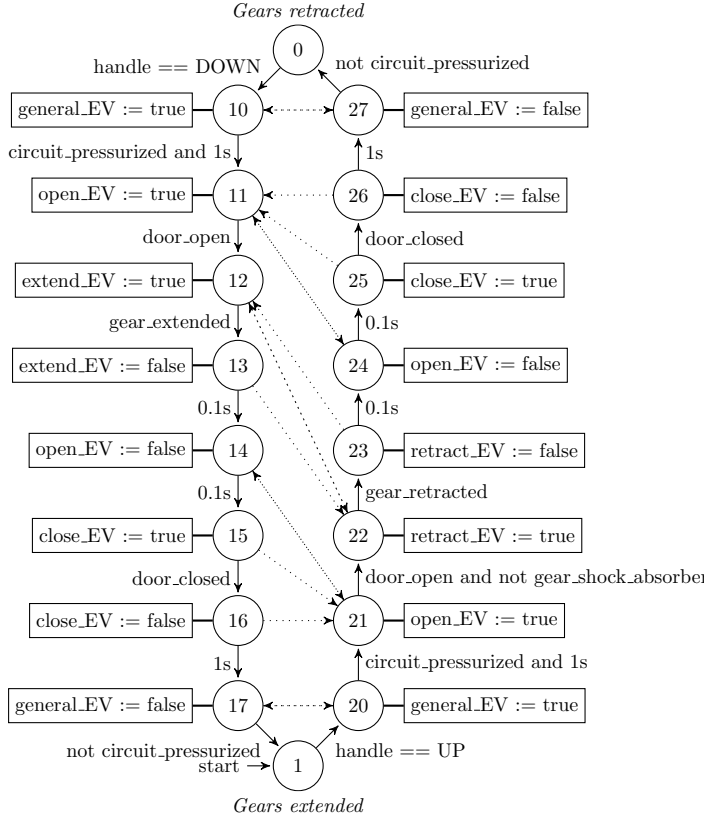 Gears retracted
0
handle == DOWN
not circuit_pressurized
general_EV := true
10
27
general_EV := false
circuit_pressurized and 1s
1s
open_EV := true
11
26
close_EV := false
door_open
door_closed
extend_EV := true
12
25
close_EV := true
gear_extended
0.1s
extend_EV := false
13
24
open_EV := false
0.1s
0.1s
open_EV := false
14
23
retract_EV := false
0.1s
gear_retracted
close_EV := true
15
22
retract_EV := true
door_closed
door_open and not gear_shock_absorber
close_EV := false
16
21
open_EV := true
1s
circuit_pressurized and 1s
general_EV := false
17
20
general_EV := true
not circuit_pressurized
handle == UP
start
1
Gears extended